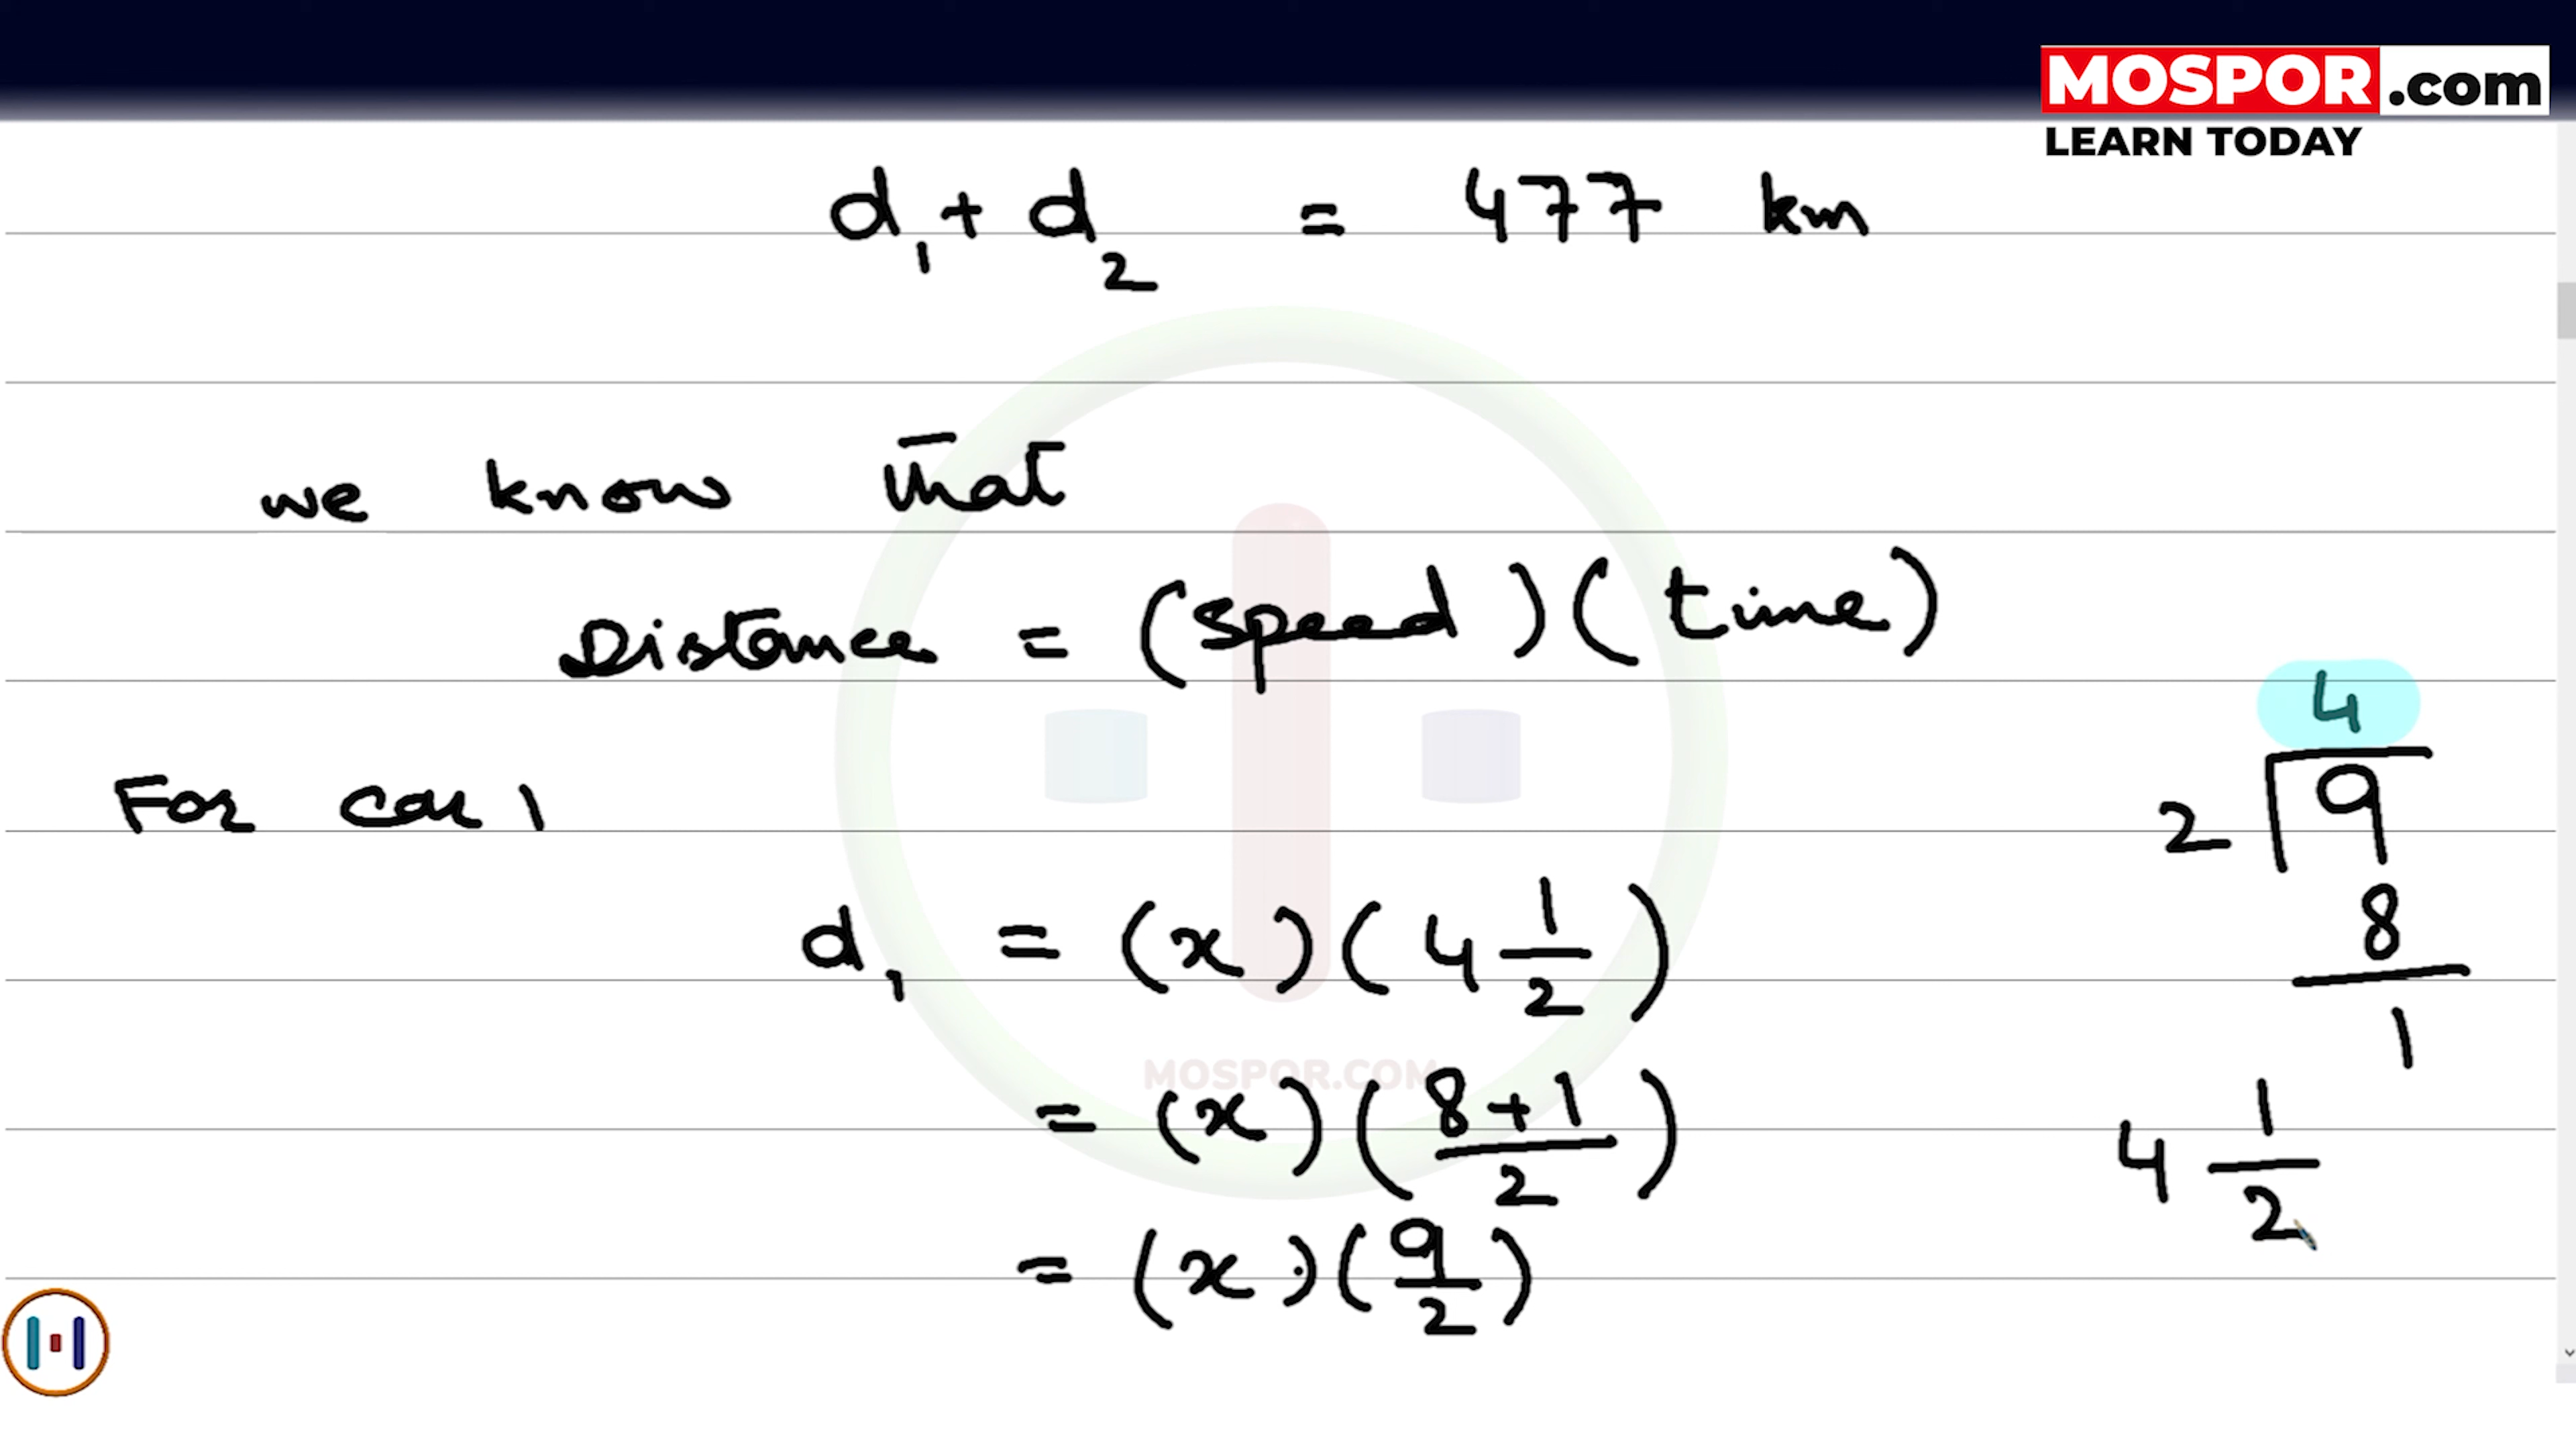 MOSPOR.com
LEARN TODAY
d₁ + d₂ = 477 km
we know that
Distance = (speed)(time)
For car 1
d₁ = (x)(4 1/2)
= (x)(8+1/2)
= (x)(9/2)
MOSPOR.COM
4
2 9
8
1
4 1/2